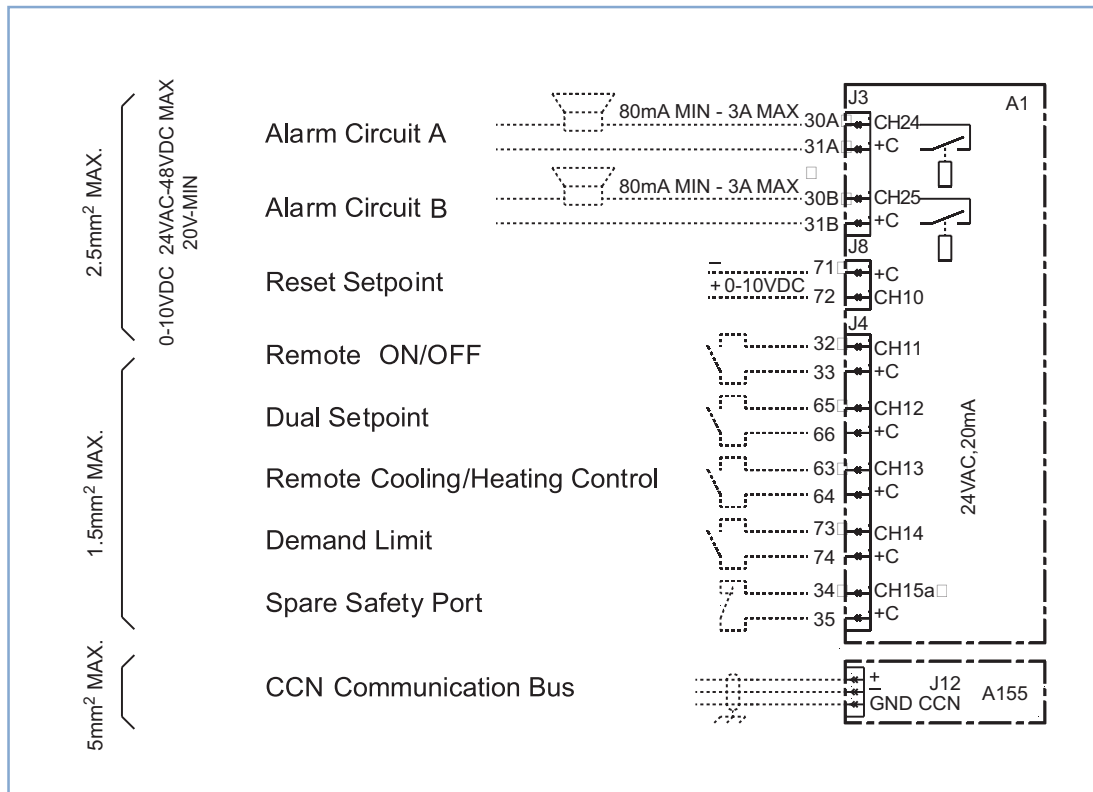 2.5mm² MAX.
0-10VDC 24VAC-48VDC MAX
20V-MIN
1.5mm² MAX.
5mm² MAX.
J3
A1
Alarm Circuit A
80mA MIN - 3A MAX
30A
CH24
31A
+C
Alarm Circuit B
80mA MIN - 3A MAX
30B
CH25
31B
+C
J8
Reset Setpoint
−
71
+C
+ 0-10VDC
72
CH10
J4
Remote ON/OFF
32
CH11
33
+C
Dual Setpoint
65
CH12
66
+C
Remote Cooling/Heating Control
63
CH13
64
+C
Demand Limit
73
CH14
74
+C
Spare Safety Port
34
CH15a
35
+C
24VAC,20mA
CCN Communication Bus
+
−
GND CCN
J12
A155